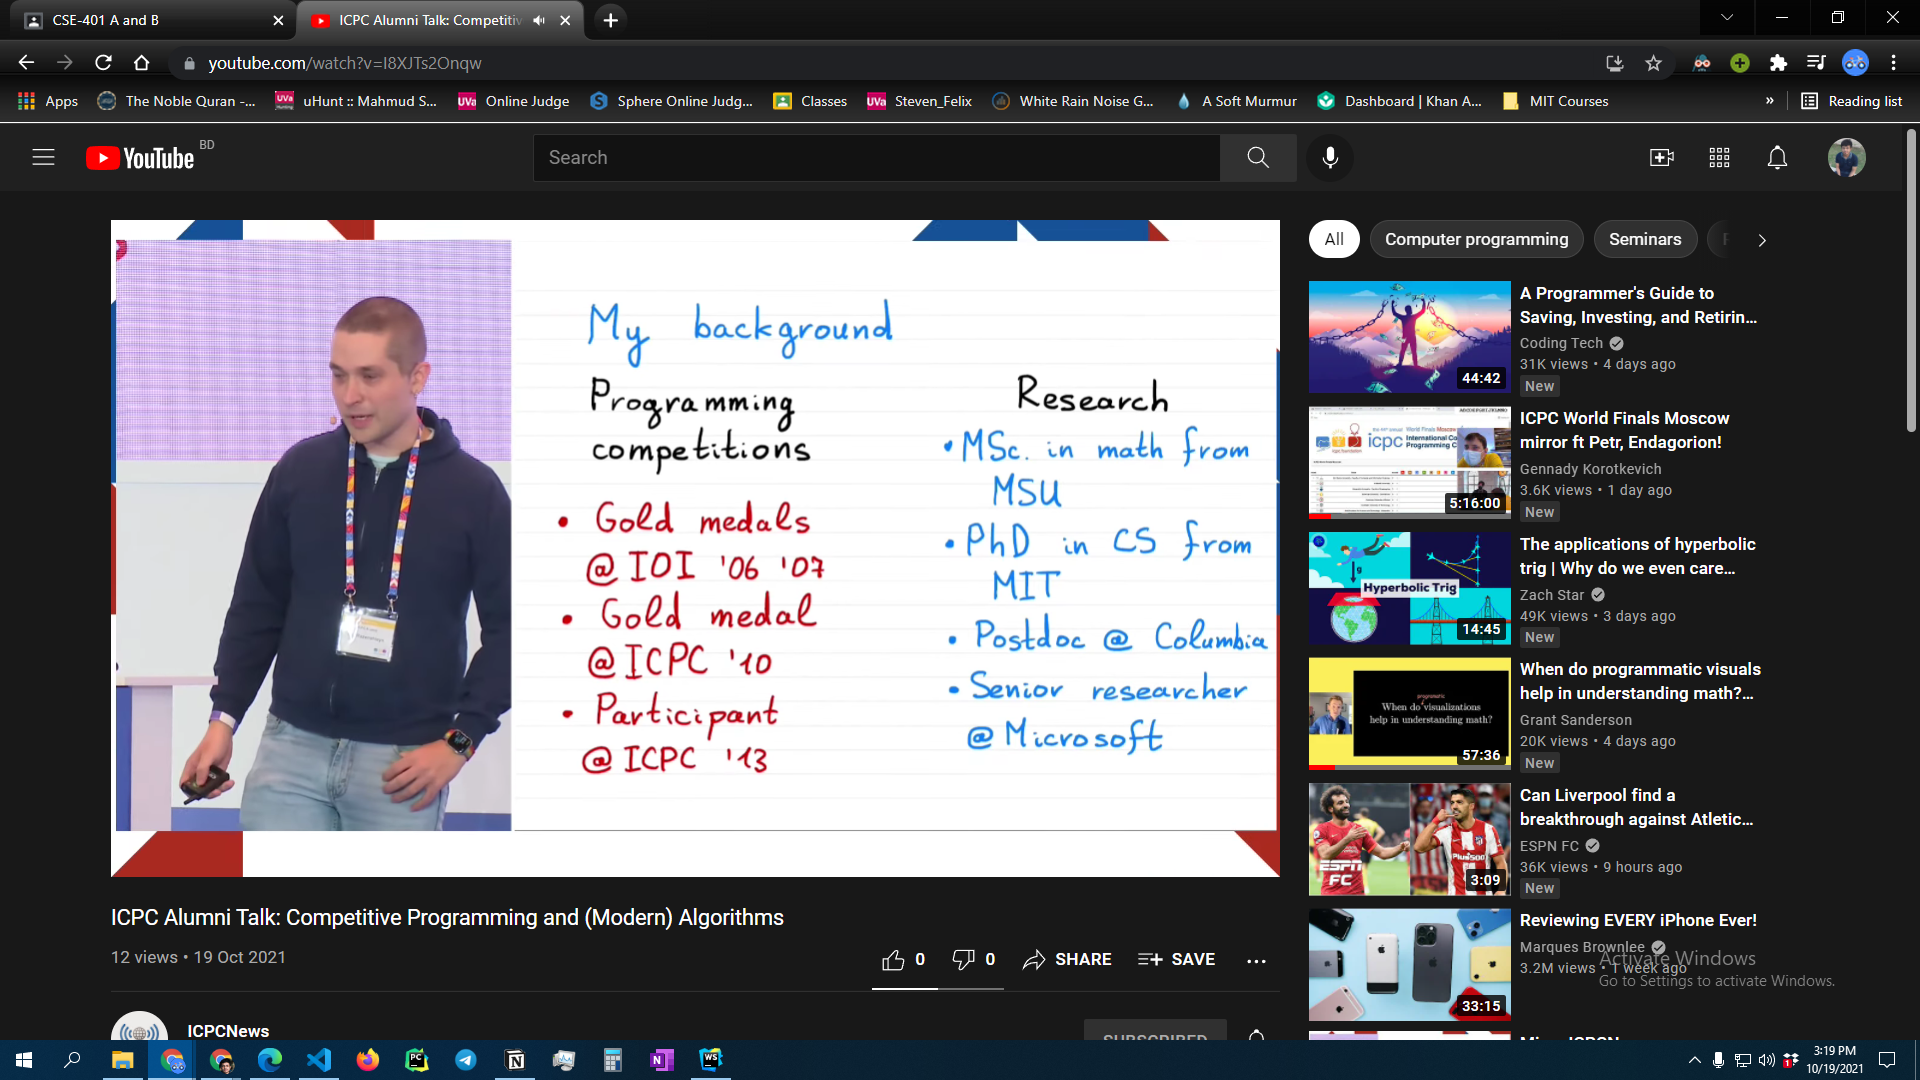 CSE-401 A and B
ICPC Alumni Talk: Competitiv
youtube.com/watch?v=I8XJTs2Onqw
Apps
The Noble Quran -...
uHunt :: Mahmud S...
Online Judge
Sphere Online Judg...
Classes
Steven_Felix
White Rain Noise G...
A Soft Murmur
Dashboard | Khan A...
MIT Courses
»
Reading list
YouTube BD
Search
All
Computer programming
Seminars
My background
Programming
competitions
• Gold medals
@ IOI '06 '07
• Gold medal
@ ICPC '10
• Participant
@ ICPC '13
Research
• MSc. in math from
MSU
• PhD in CS from
MIT
• Postdoc @ Columbia
• Senior researcher
@ Microsoft
ICPC Alumni Talk: Competitive Programming and (Modern) Algorithms
12 views • 19 Oct 2021
0
0
SHARE
SAVE
ICPCNews
SUBSCRIBED
44:42
A Programmer's Guide to
Saving, Investing, and Retirin...
Coding Tech
31K views • 4 days ago
New
icpc
5:16:00
ICPC World Finals Moscow
mirror ft Petr, Endagorion!
Gennady Korotkevich
3.6K views • 1 day ago
New
Hyperbolic Trig
14:45
The applications of hyperbolic
trig | Why do we even care...
Zach Star
49K views • 3 days ago
New
programatic
When do visualizations
help in understanding math?
57:36
When do programmatic visuals
help in understanding math?...
Grant Sanderson
20K views • 4 days ago
New
ESPN
FC
Plus500
3:09
Can Liverpool find a
breakthrough against Atletic...
ESPN FC
36K views • 9 hours ago
New
33:15
Reviewing EVERY iPhone Ever!
Marques Brownlee
3.2M views • 1 week ago
Activate Windows
Go to Settings to activate Windows.
3:19 PM
10/19/2021